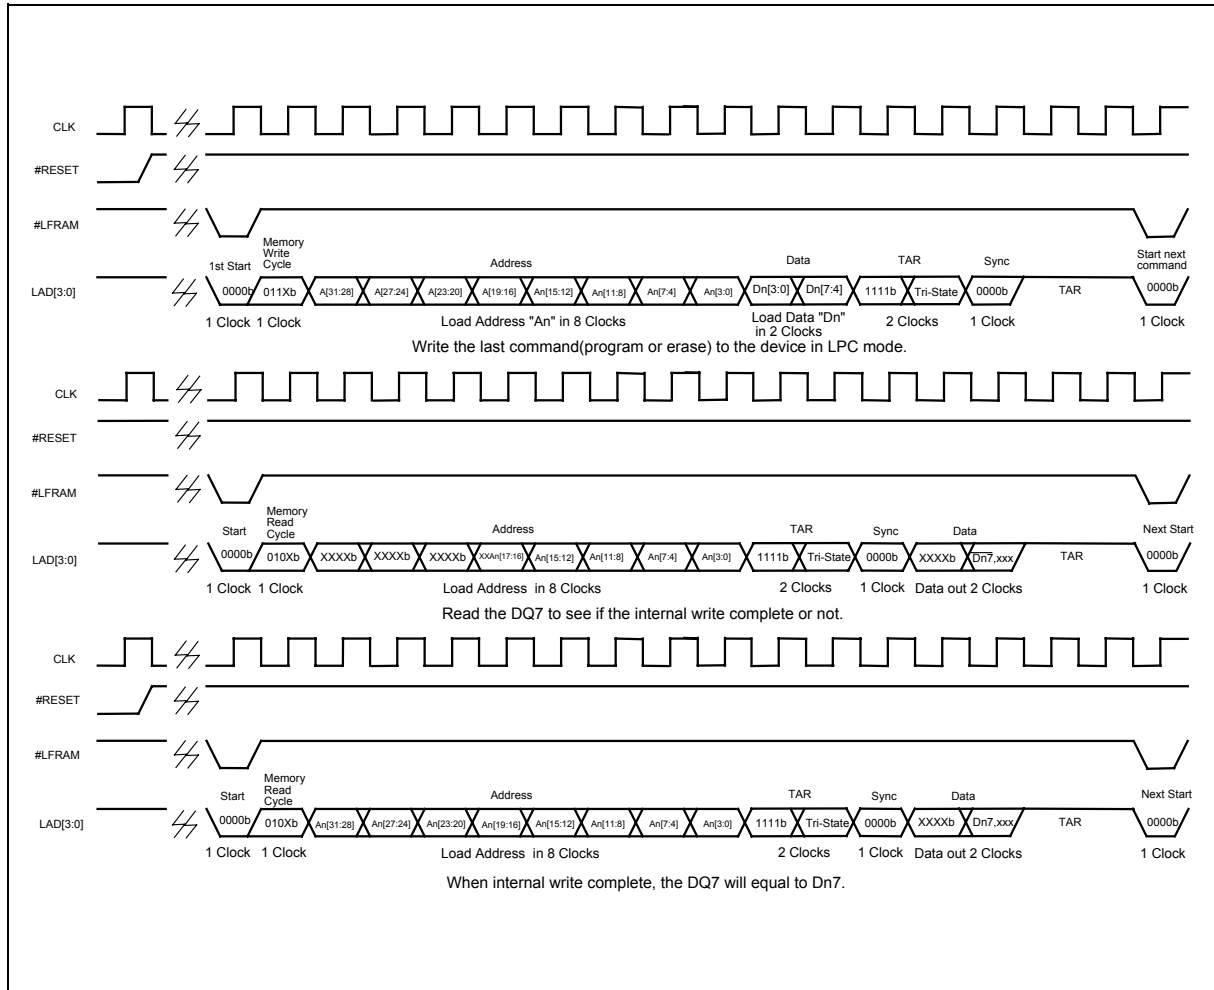 CLK
#RESET
#LFRAM
1st Start
Memory
Write
Cycle
Address
Data
TAR
Sync
Start next
command
LAD[3:0]
0000b 011Xb A[31:28] A[27:24] A[23:20] A[19:16] An[15:12] An[11:8] An[7:4] An[3:0] Dn[3:0] Dn[7:4] 1111b Tri-State 0000b TAR 0000b
1 Clock 1 Clock Load Address "An" in 8 Clocks Load Data "Dn"
in 2 Clocks 2 Clocks 1 Clock 1 Clock
Write the last command(program or erase) to the device in LPC mode.
CLK
#RESET
#LFRAM
Start
Memory
Read
Cycle
Address
TAR
Sync
Data
Next Start
LAD[3:0]
0000b 010Xb XXXXb XXXXb XXXXb XXAn[17:16] An[15:12] An[11:8] An[7:4] An[3:0] 1111b Tri-State 0000b XXXXb D̅n̅7̅,xxx TAR 0000b
1 Clock 1 Clock Load Address in 8 Clocks 2 Clocks 1 Clock Data out 2 Clocks 1 Clock
Read the DQ7 to see if the internal write complete or not.
CLK
#RESET
#LFRAM
Start
Memory
Read
Cycle
Address
TAR
Sync
Data
Next Start
LAD[3:0]
0000b 010Xb An[31:28] An[27:24] An[23:20] An[19:16] An[15:12] An[11:8] An[7:4] An[3:0] 1111b Tri-State 0000b XXXXb Dn7,xxx TAR 0000b
1 Clock 1 Clock Load Address in 8 Clocks 2 Clocks 1 Clock Data out 2 Clocks 1 Clock
When internal write complete, the DQ7 will equal to Dn7.